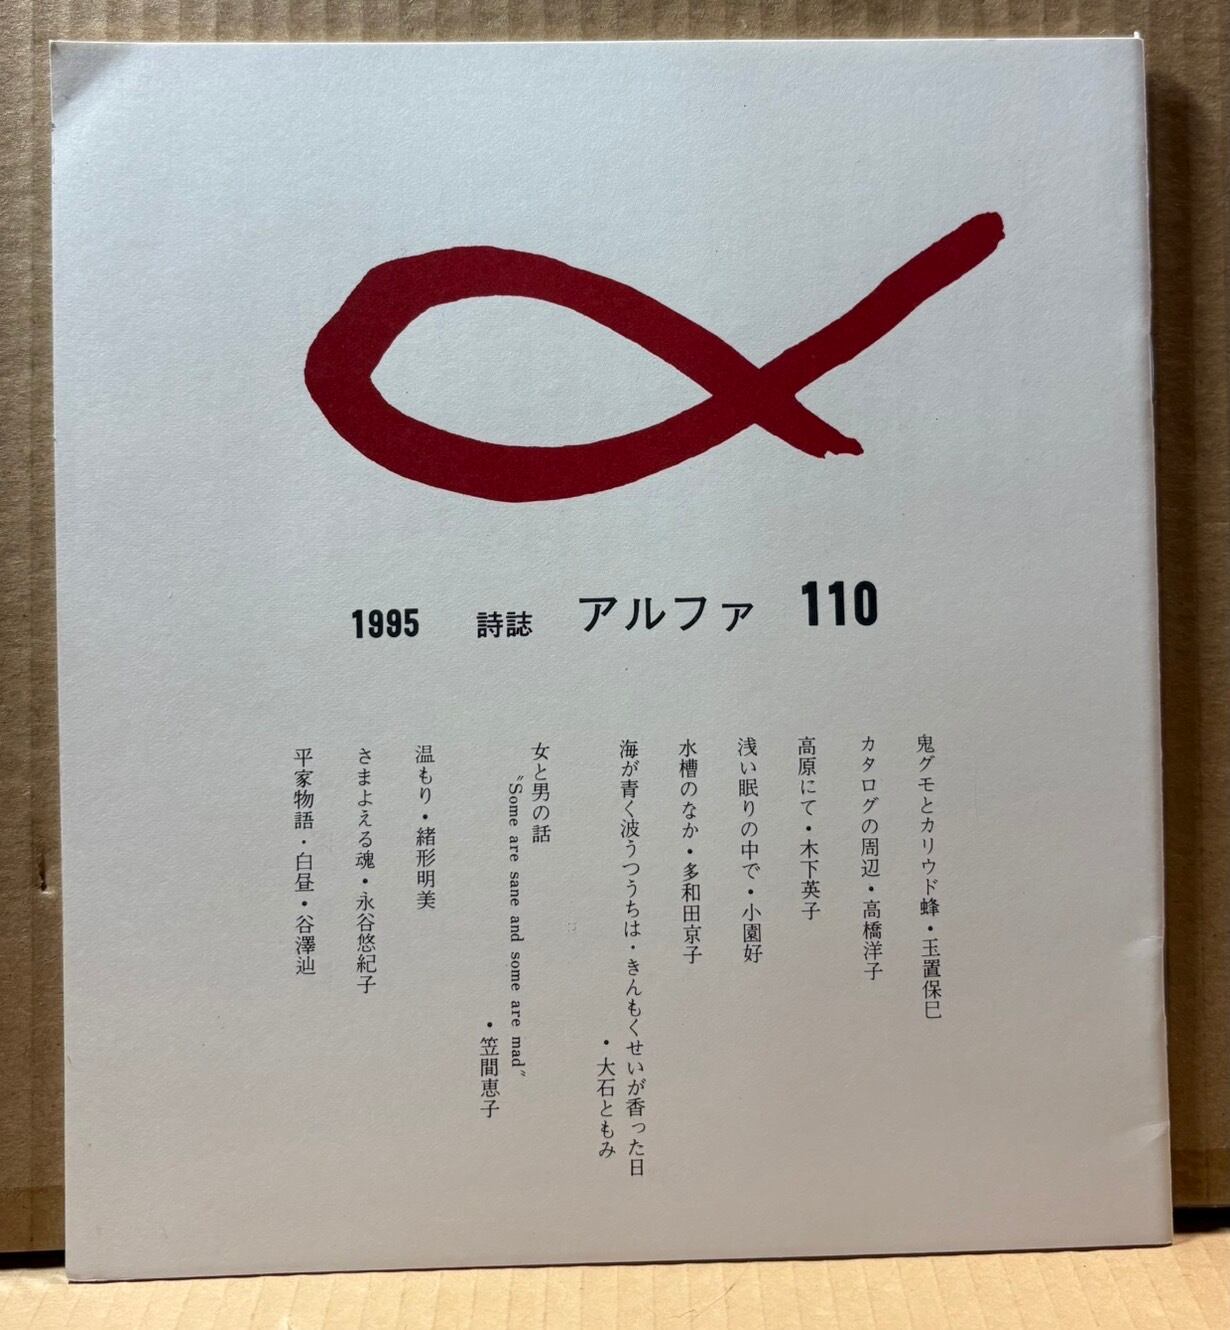 1995 詩誌 アルファ 110
鬼グモとカリウド蜂・玉置保巳
カタログの周辺・高橋洋子
高原にて・木下英子
浅い眠りの中で・小園好
水槽のなか・多和田京子
海が青く波うつうちは・きんもくせいが香った日
・大石ともみ
女と男の話
〝Some are sane and some are mad〟
・笠間恵子
温もり・緒形明美
さまよえる魂・永谷悠紀子
平家物語・白昼・谷澤辿